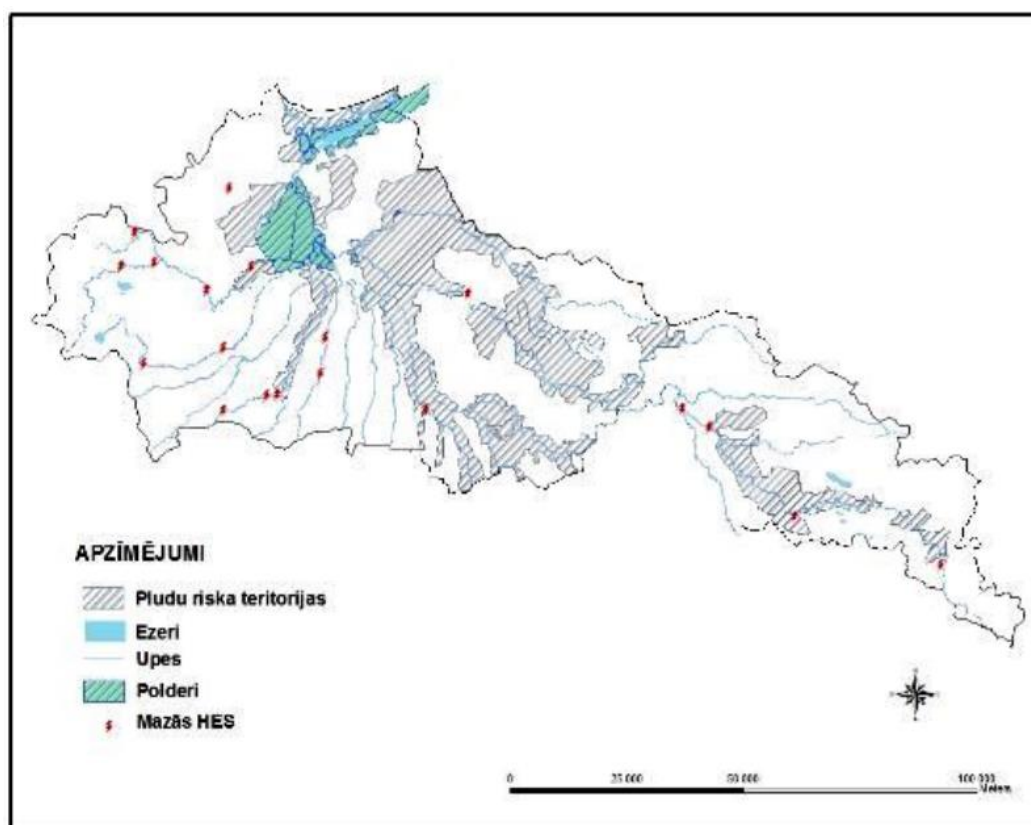 APZĪMĒJUMI
Pludu riska teritorijas
Ezeri
Upes
Polderi
Mazās HES
0 25 000 50 000 100 000
Meters